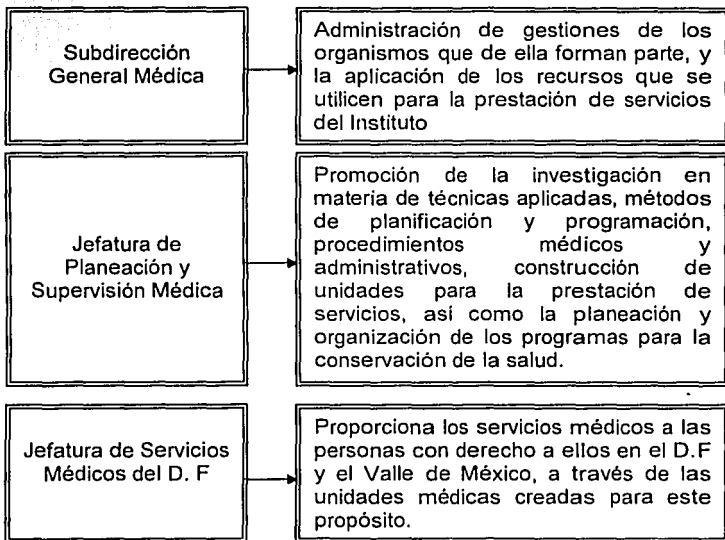 Subdirección
General Médica
Administración de gestiones de los
organismos que de ella forman parte, y
la aplicación de los recursos que se
utilicen para la prestación de servicios
del Instituto
Jefatura de
Planeación y
Supervisión Médica
Promoción de la investigación en
materia de técnicas aplicadas, métodos
de planificación y programación,
procedimientos médicos y
administrativos, construcción de
unidades para la prestación de
servicios, así como la planeación y
organización de los programas para la
conservación de la salud.
Jefatura de Servicios
Médicos del D. F
Proporciona los servicios médicos a las
personas con derecho a ellos en el D.F
y el Valle de México, a través de las
unidades médicas creadas para este
propósito.